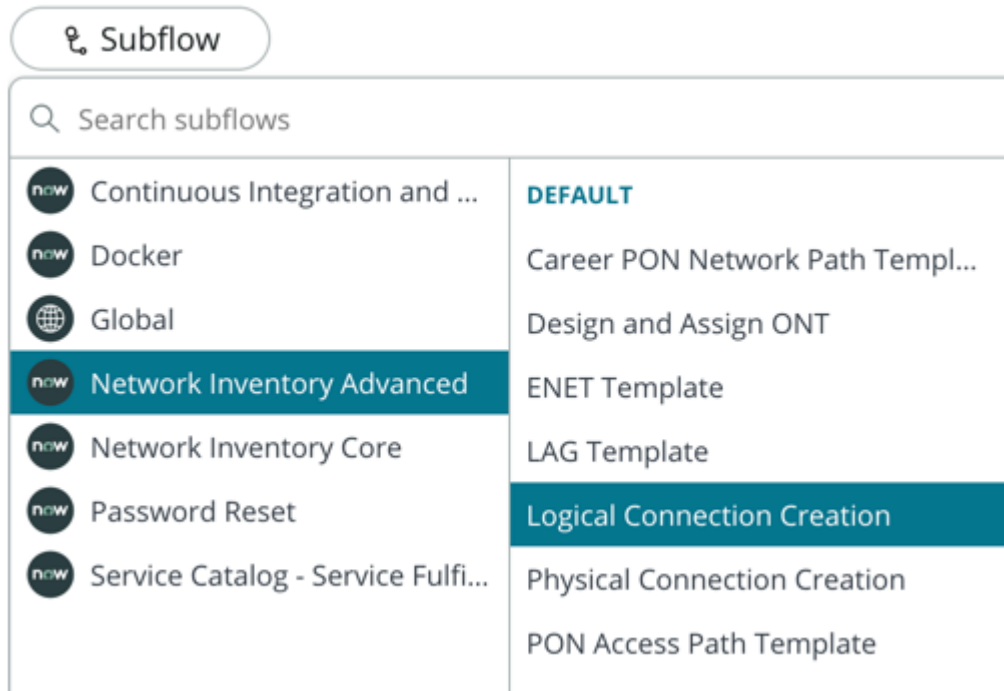 Subflow
Search subflows
now Continuous Integration and ...
now Docker
Global
now Network Inventory Advanced
now Network Inventory Core
now Password Reset
now Service Catalog - Service Fulfi...
DEFAULT
Career PON Network Path Templ...
Design and Assign ONT
ENET Template
LAG Template
Logical Connection Creation
Physical Connection Creation
PON Access Path Template